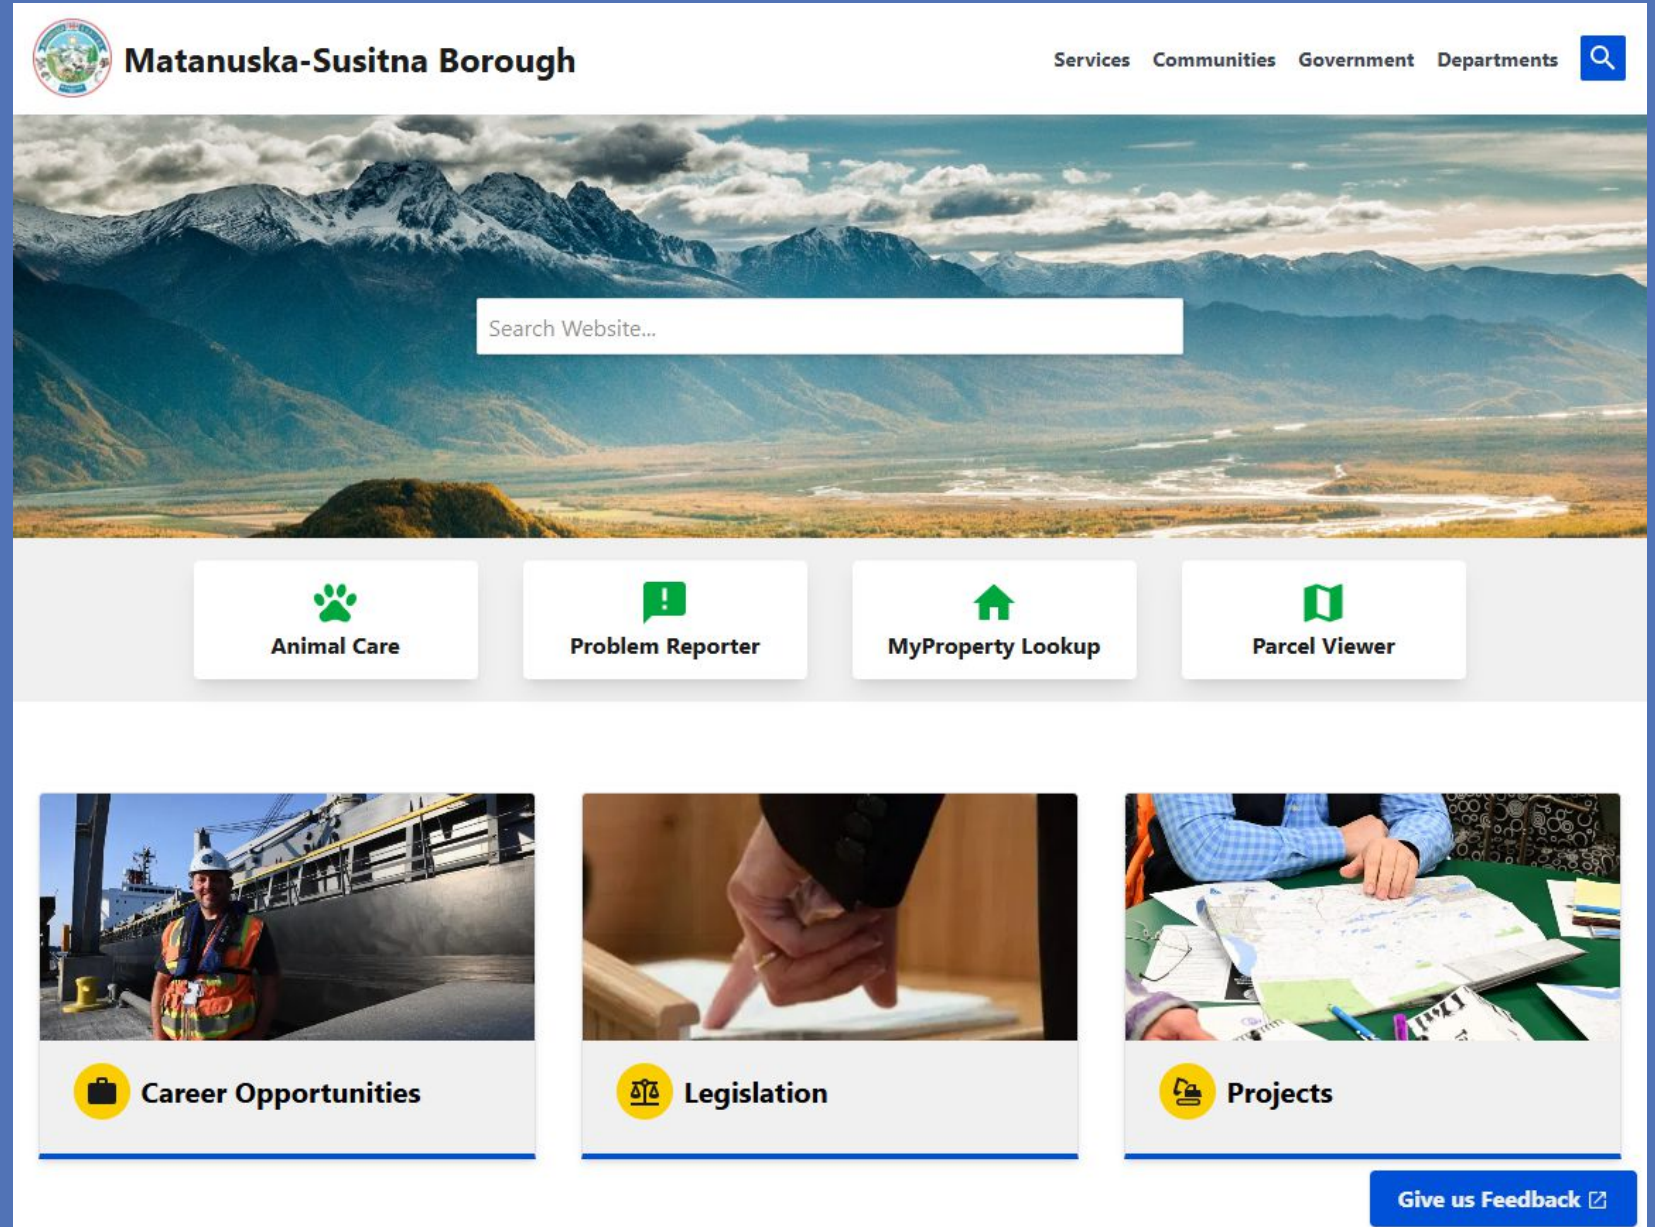 Matanuska-Susitna Borough
Services Communities Government Departments
Search Website...
Animal Care
Problem Reporter
MyProperty Lookup
Parcel Viewer
Career Opportunities
Legislation
Projects
Give us Feedback